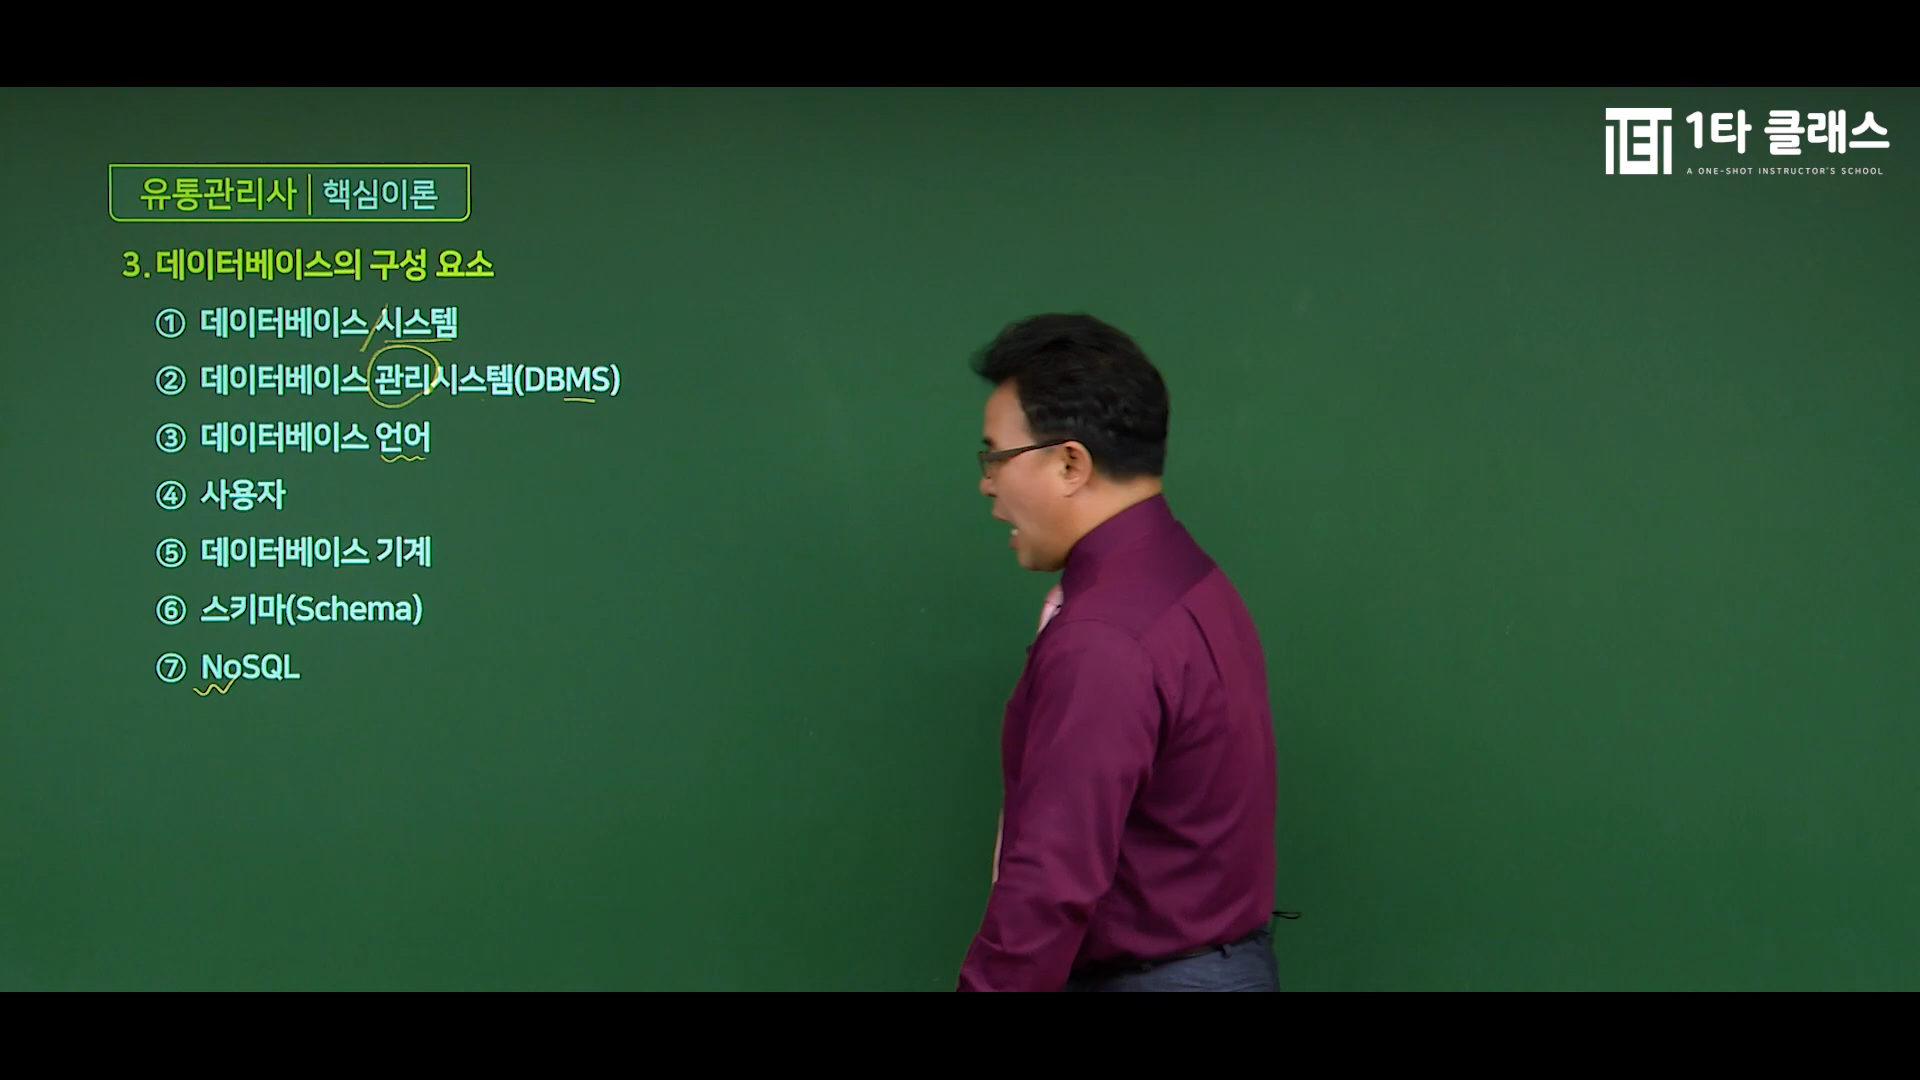 1타 클래스
A ONE-SHOT INSTRUCTOR'S SCHOOL
유통관리사 | 핵심이론
3. 데이터베이스의 구성 요소
① 데이터베이스 시스템
② 데이터베이스 관리시스템(DBMS)
③ 데이터베이스 언어
④ 사용자
⑤ 데이터베이스 기계
⑥ 스키마(Schema)
⑦ NoSQL